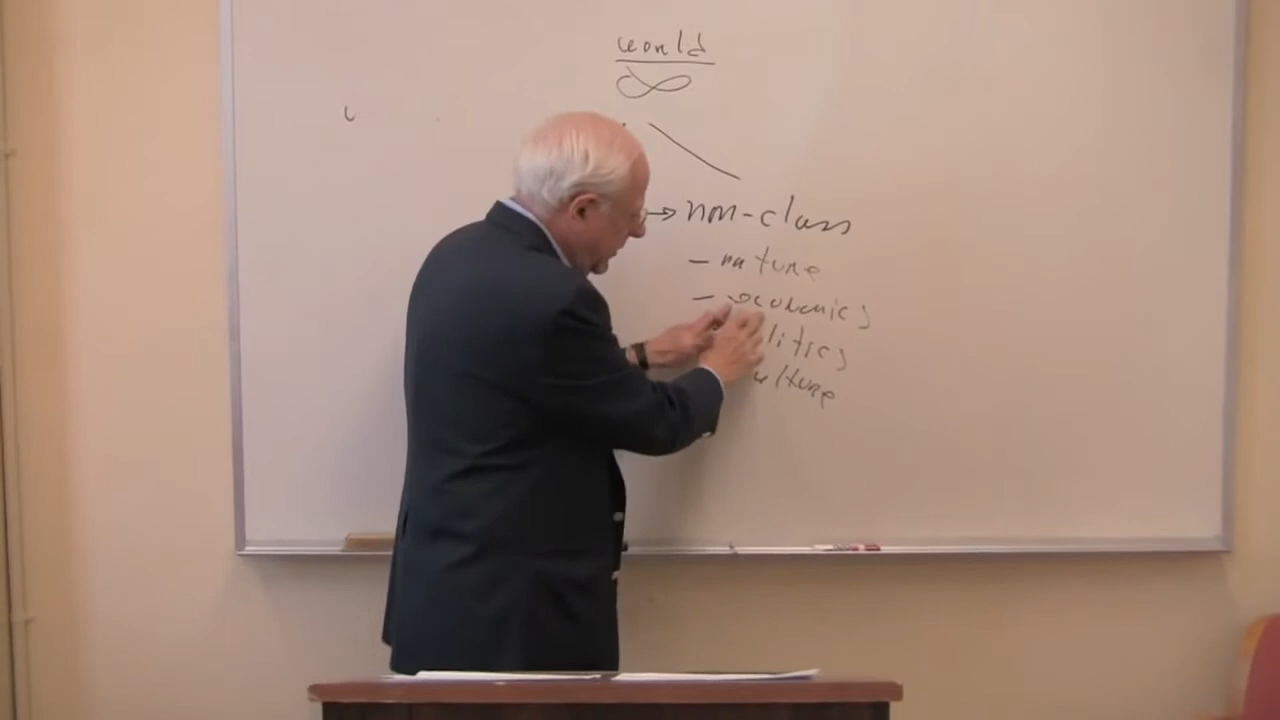 world
∞
→ non-class
- nature
- economics
litics
ulture